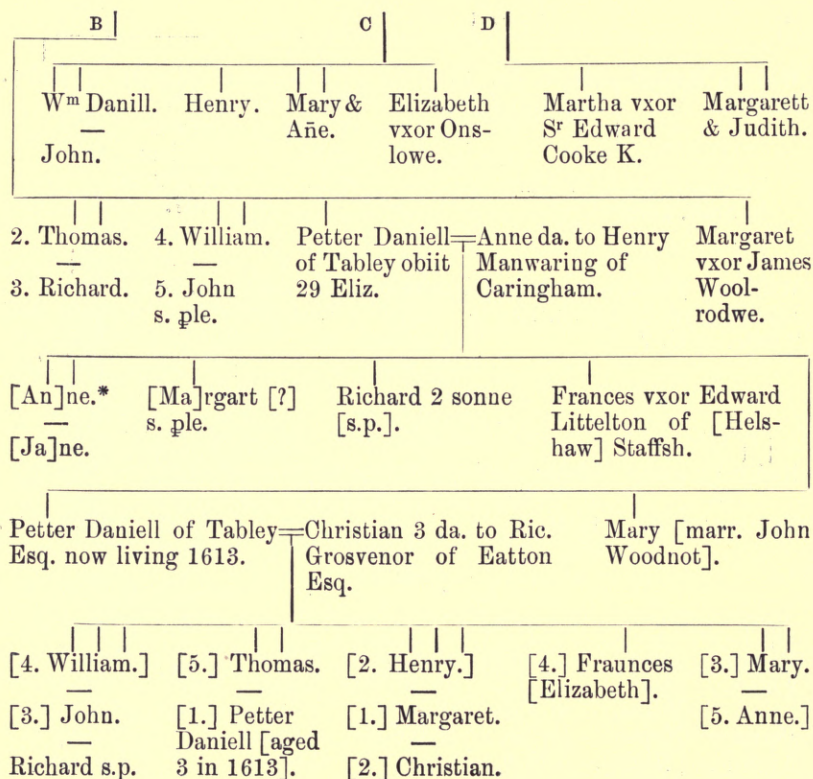 B C D
Wᵐ Danill. Henry. Mary & Elizabeth Martha vxor Margarett
— Añe. vxor Ons- Sʳ Edward & Judith.
John. lowe. Cooke K.
2. Thomas. 4. William. Petter Daniell Anne da. to Henry Margaret
— — of Tabley obiit Manwaring of vxor James
3. Richard. 5. John 29 Eliz. Caringham. Wool-
s. ꝑle. rodwe.
[An]ne.* [Ma]rgart [?] Richard 2 sonne Frances vxor Edward
— s. ꝑle. [s.p.]. Littelton of [Hels-
[Ja]ne. haw] Staffsh.
Petter Daniell of Tabley Christian 3 da. to Ric. Mary [marr. John
Esq. now living 1613. Grosvenor of Eatton Woodnot].
Esq.
[4. William.] [5.] Thomas. [2. Henry.] [4.] Fraunces [3.] Mary.
— — — [Elizabeth]. —
[3.] John. [1.] Petter [1.] Margaret. [5. Anne.]
— Daniell [aged —
Richard s.p. 3 in 1613]. [2.] Christian.